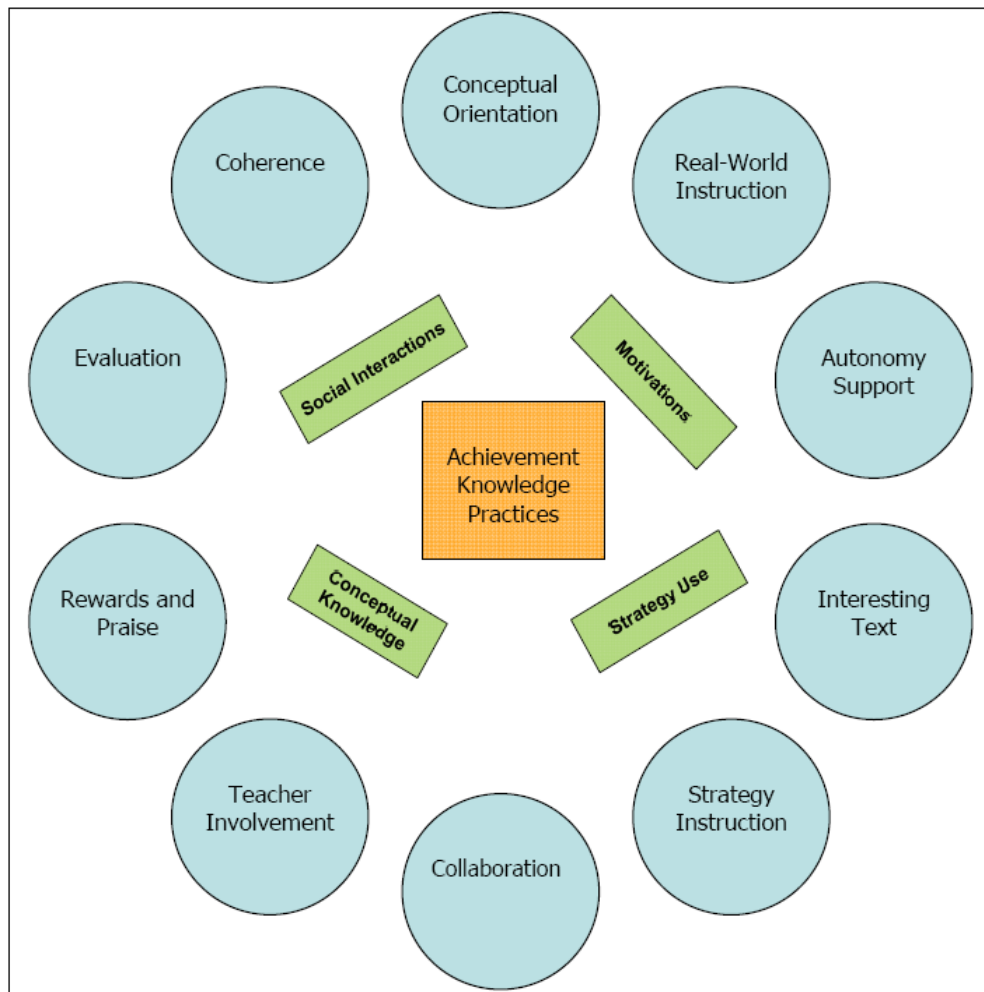 Conceptual
Orientation
Real-World
Instruction
Autonomy
Support
Interesting
Text
Strategy
Instruction
Collaboration
Teacher
Involvement
Rewards and
Praise
Evaluation
Coherence
Social Interactions
Motivations
Strategy Use
Conceptual
Knowledge
Achievement
Knowledge
Practices